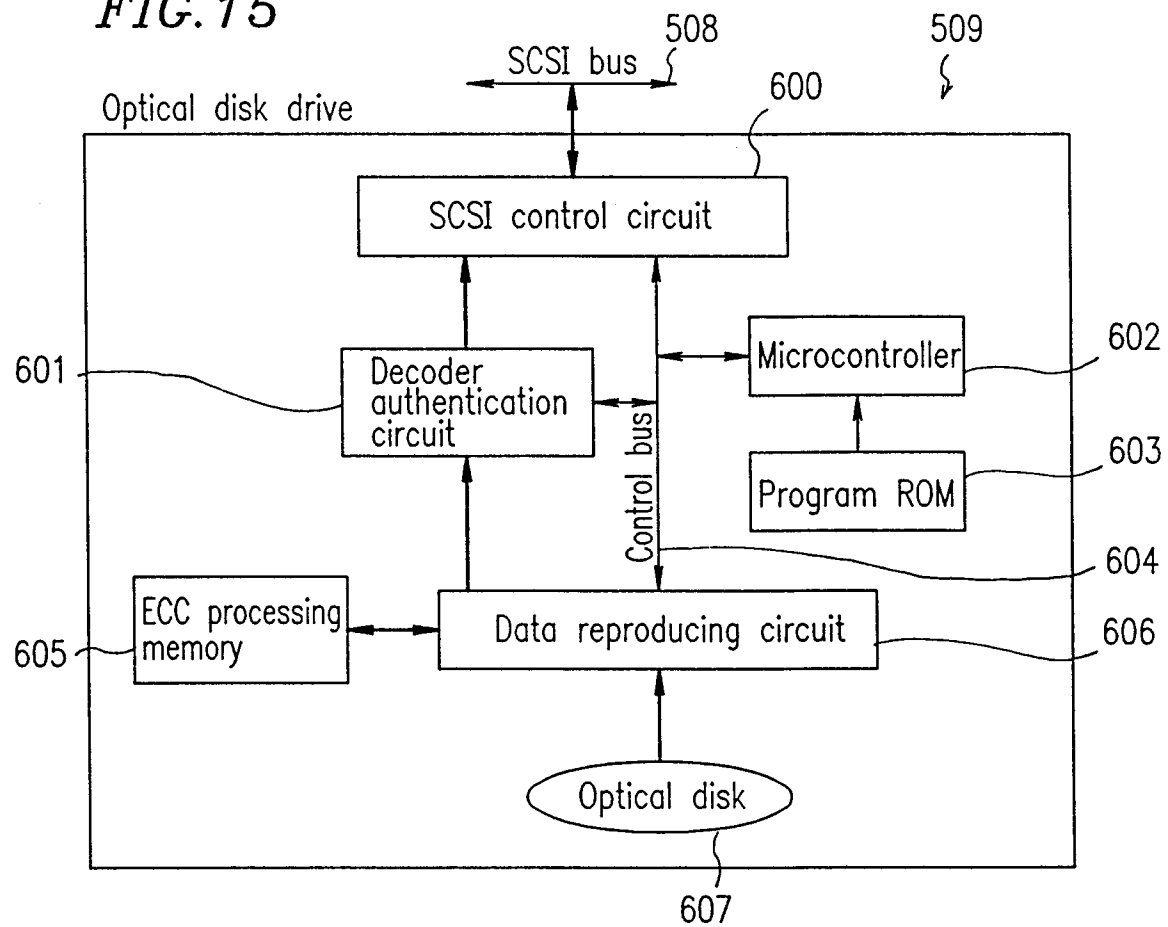 FIG. 15
508
509
SCSI bus
600
Optical disk drive
SCSI control circuit
602
Microcontroller
601
Decoder
authentication
circuit
Control bus
603
Program ROM
604
ECC processing
memory
605
Data reproducing circuit
606
Optical disk
607